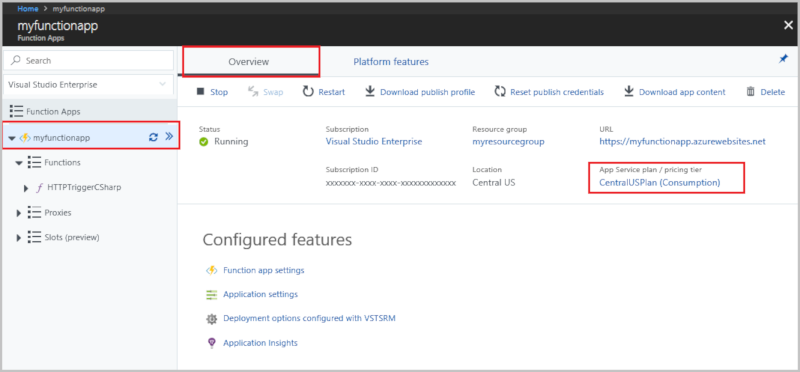 Home > myfunctionapp
myfunctionapp
Function Apps
Search
Visual Studio Enterprise
Function Apps
myfunctionapp
Functions
HTTPTriggerCSharp
Proxies
Slots (preview)
Overview
Platform features
Stop
Swap
Restart
Download publish profile
Reset publish credentials
Download app content
Delete
Status
Running
Subscription
Visual Studio Enterprise
Resource group
myresourcegroup
URL
https://myfunctionapp.azurewebsites.net
Subscription ID
xxxxxxx-xxxx-xxxx-xxxxxxxxxxxxx
Location
Central US
App Service plan / pricing tier
CentralUSPlan (Consumption)
Configured features
Function app settings
Application settings
Deployment options configured with VSTSRM
Application Insights